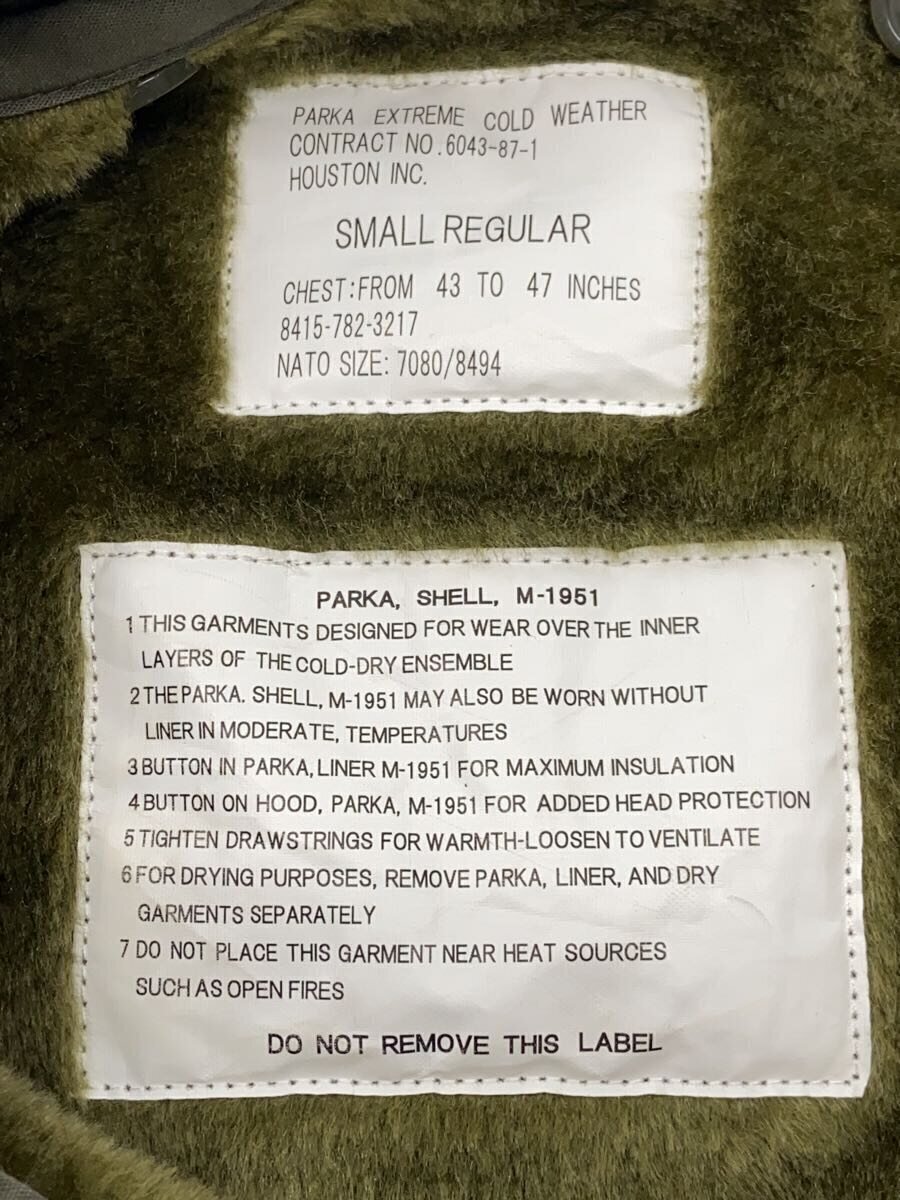 PARKA EXTREME COLD WEATHER
CONTRACT NO.6043-87-1
HOUSTON INC.
SMALL REGULAR
CHEST:FROM 43 TO 47 INCHES
8415-782-3217
NATO SIZE: 7080/8494
PARKA, SHELL, M-1951
1 THIS GARMENTS DESIGNED FOR WEAR OVER THE INNER
LAYERS OF THE COLD-DRY ENSEMBLE
2 THE PARKA. SHELL, M-1951 MAY ALSO BE WORN WITHOUT
LINER IN MODERATE, TEMPERATURES
3 BUTTON IN PARKA, LINER M-1951 FOR MAXIMUM INSULATION
4 BUTTON ON HOOD, PARKA, M-1951 FOR ADDED HEAD PROTECTION
5 TIGHTEN DRAWSTRINGS FOR WARMTH-LOOSEN TO VENTILATE
6 FOR DRYING PURPOSES, REMOVE PARKA, LINER, AND DRY
GARMENTS SEPARATELY
7 DO NOT PLACE THIS GARMENT NEAR HEAT SOURCES
SUCH AS OPEN FIRES
DO NOT REMOVE THIS LABEL